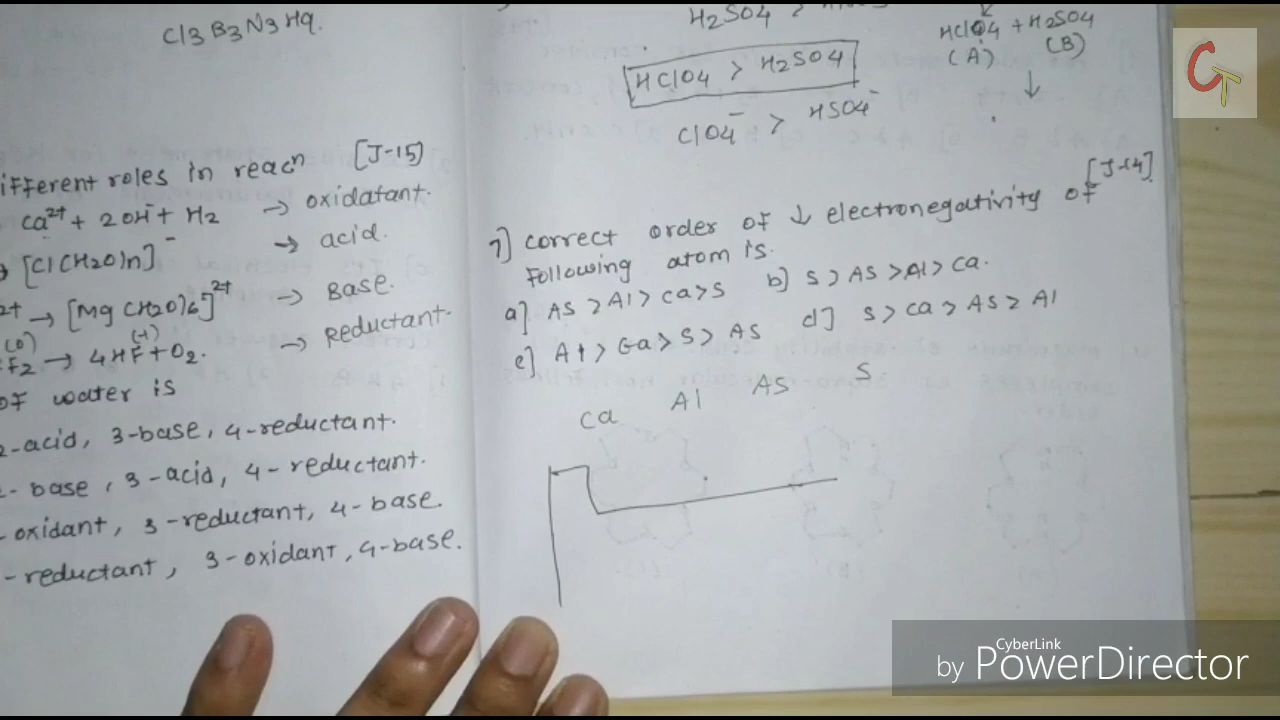 Cl3 B3 N3 H9.
ifferent roles in reacn [J-15]
ca2+ + 2OH- + H2 → oxidatant.
[Cl(H2O)n]- → acid.
2+ → [Mg(H2O)6]2+ → Base.
(0) (-1)
F2 → 4HF + O2. → Reductant.
of water is
2-acid, 3-base, 4-reductant.
- base, 3-acid, 4-reductant.
-oxidant, 3-reductant, 4-base.
-reductant, 3-oxidant, 4-base.
H2SO4 >
HClO4 + H2SO4
(A) (B)
↓
HClO4 > H2SO4
ClO4- > HSO4-
7] correct order of ↓ electronegativity of [J-14]
following atom is.
a] AS > Al > ca > S b] S > AS > Al > ca.
c] Al > Ca > S > AS d] S > ca > AS > Al
ca Al AS S
CT
CyberLink
by PowerDirector